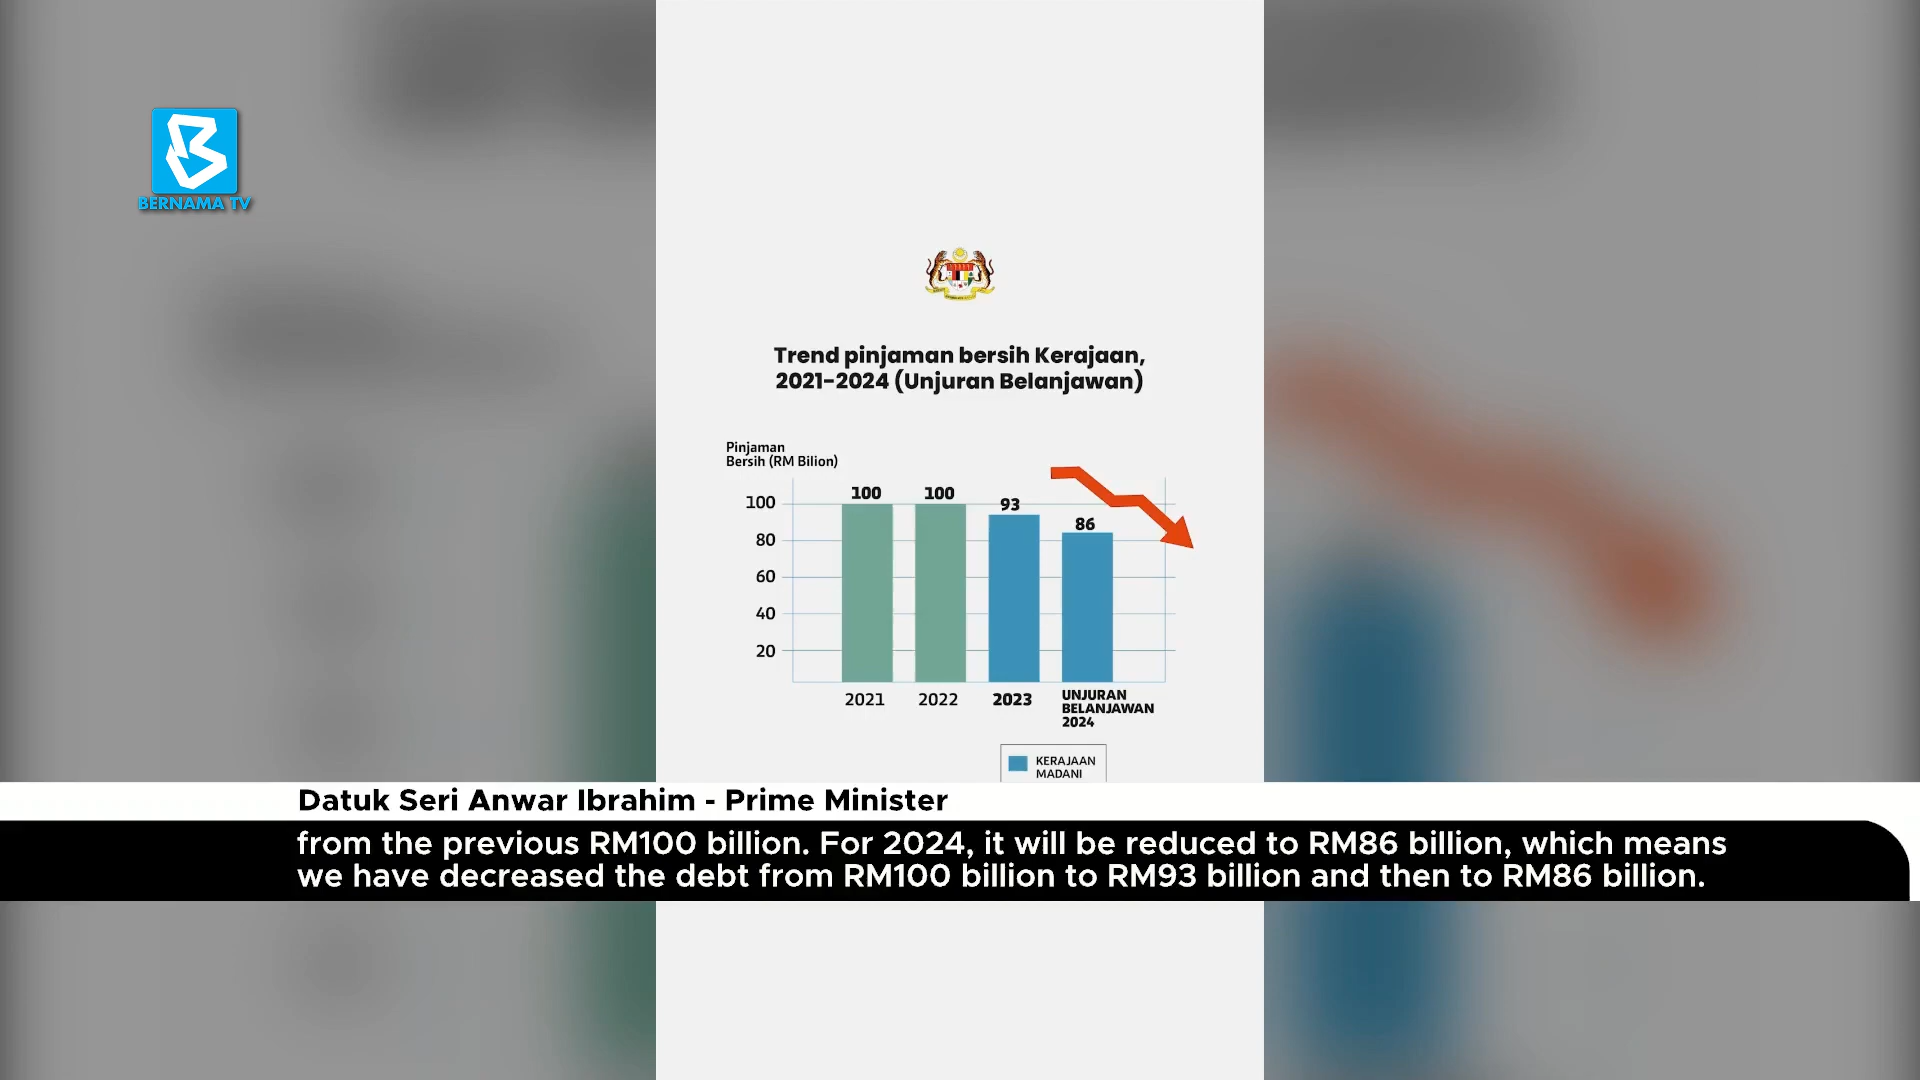 BERNAMA TV
Trend pinjaman bersih Kerajaan,
2021-2024 (Unjuran Belanjawan)
Pinjaman
Bersih (RM Bilion)
100
80
60
40
20
100
100
93
86
2021
2022
2023
UNJURAN
BELANJAWAN
2024
KERAJAAN
MADANI
Datuk Seri Anwar Ibrahim - Prime Minister
from the previous RM100 billion. For 2024, it will be reduced to RM86 billion, which means
we have decreased the debt from RM100 billion to RM93 billion and then to RM86 billion.